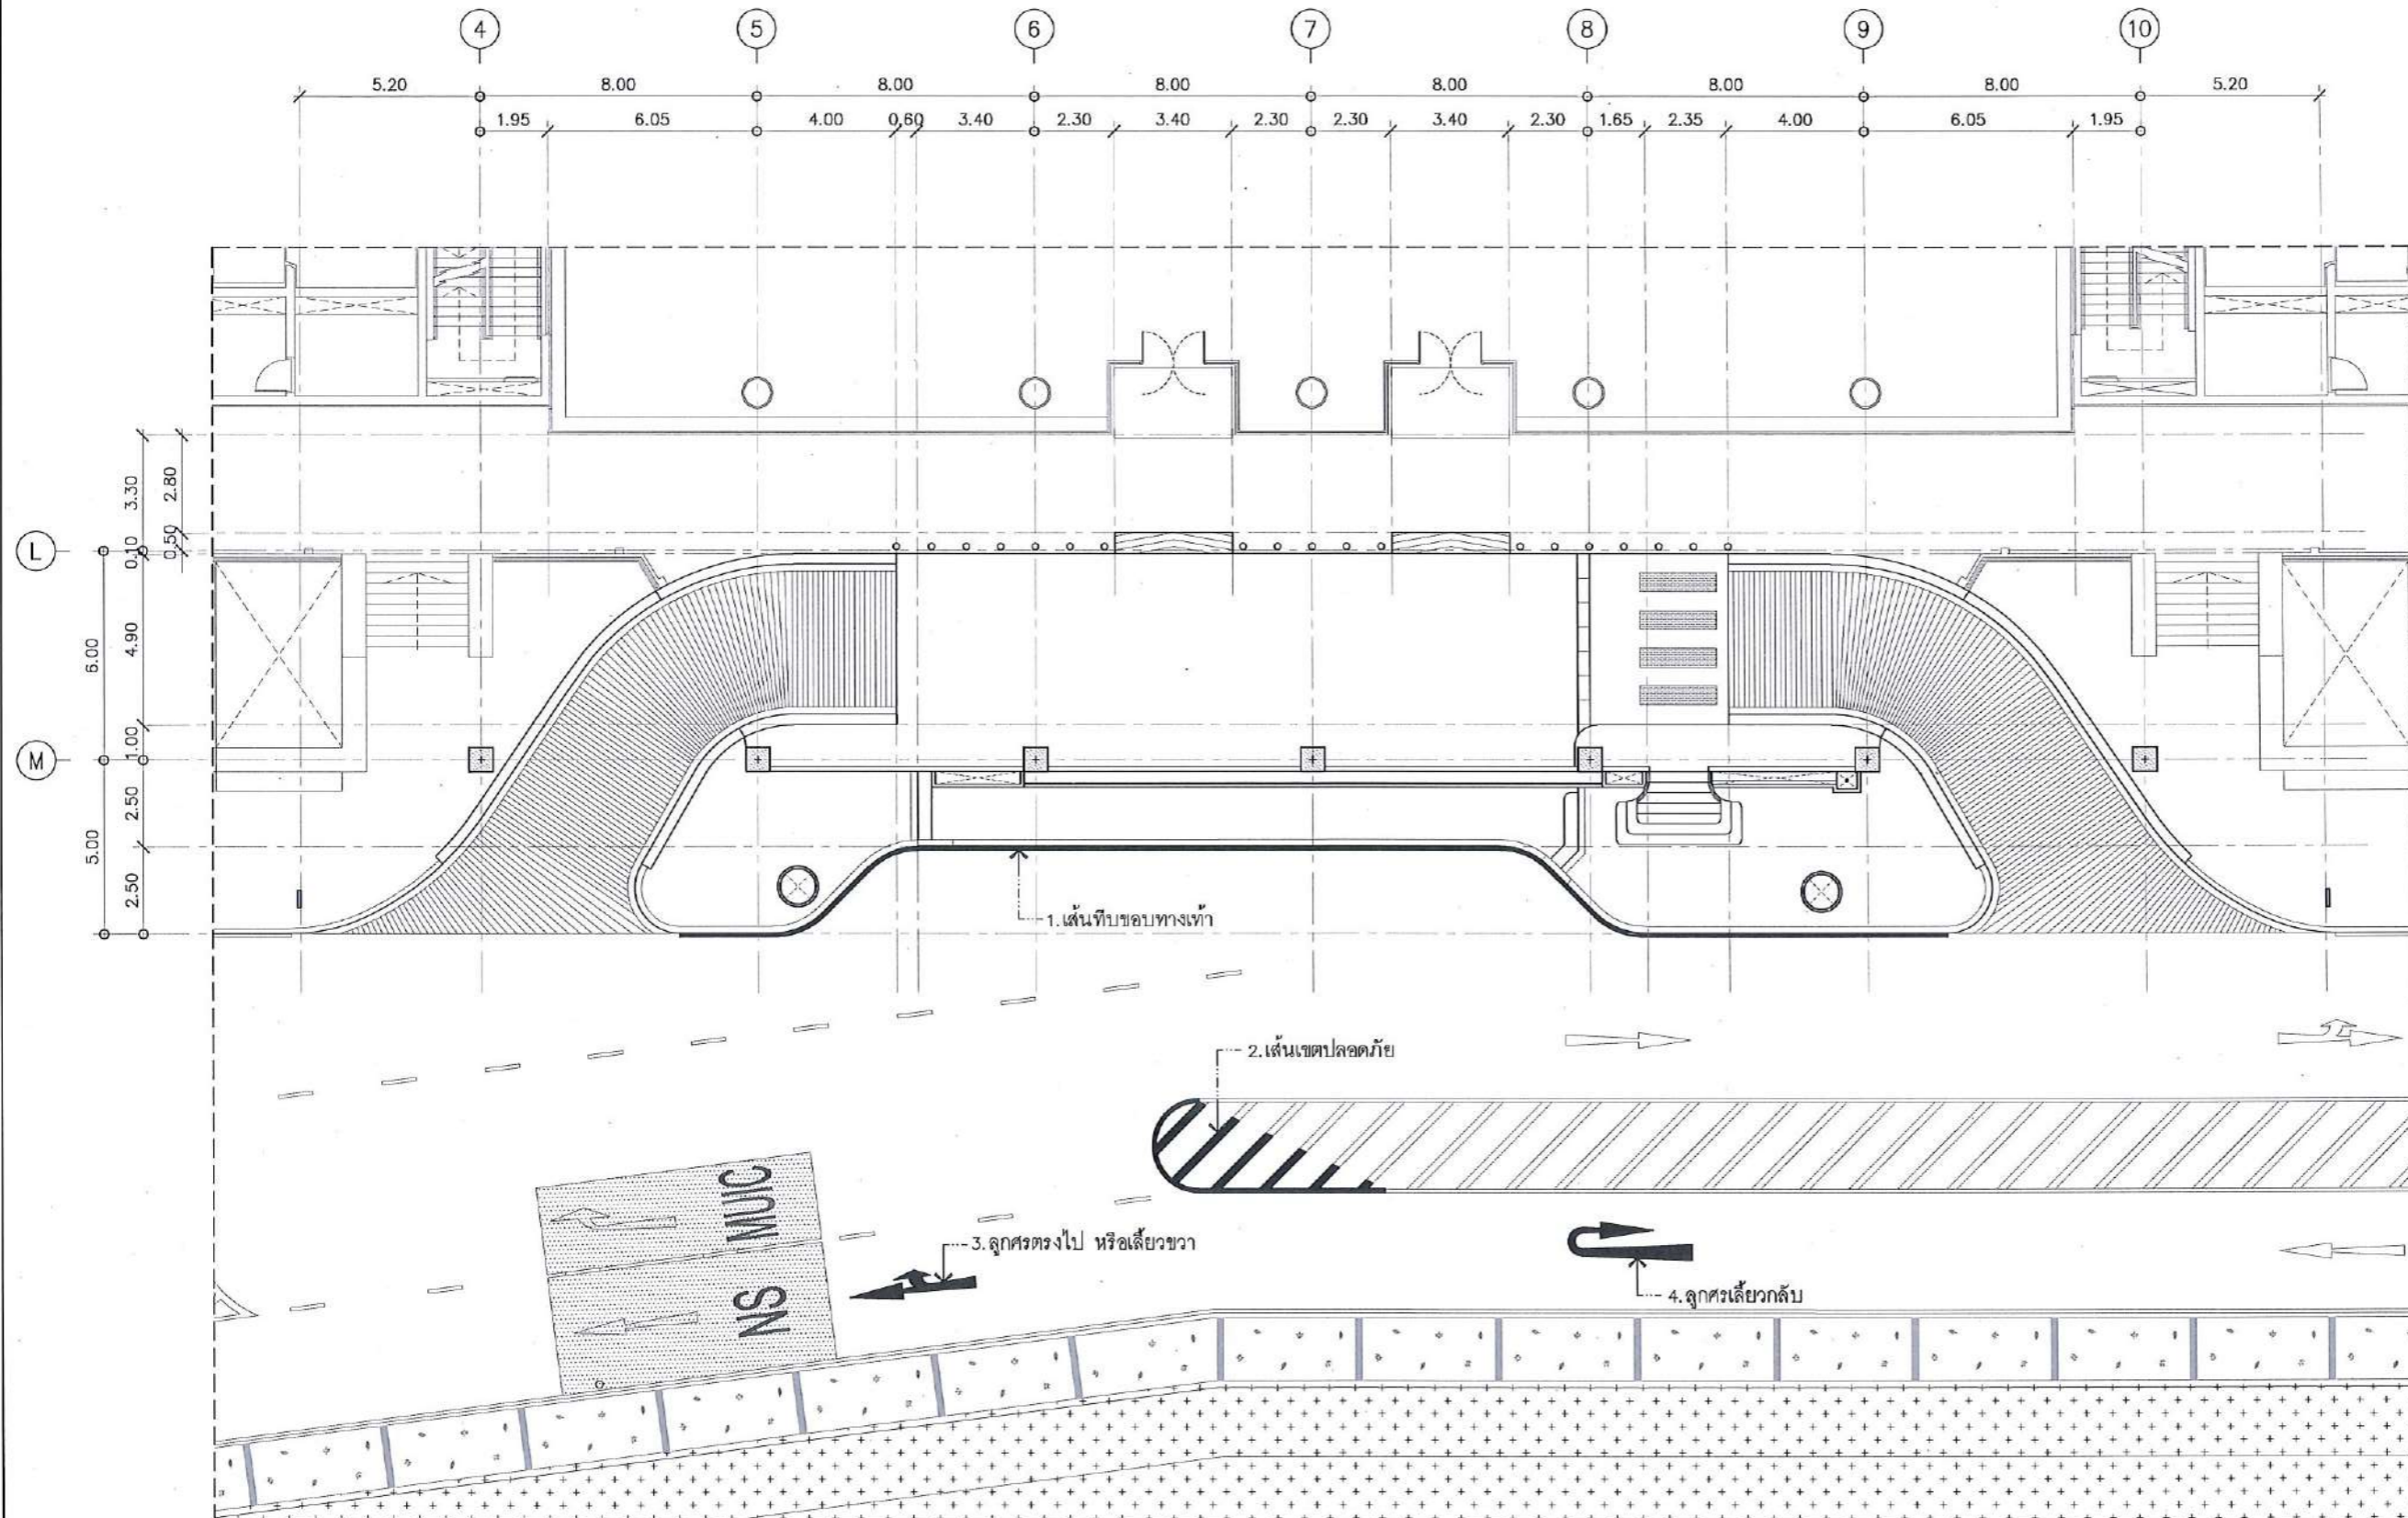 4 5 6 7 8 9 10
5.20 8.00 8.00 8.00 8.00 8.00 8.00 5.20
1.95 6.05 4.00 0.60 3.40 2.30 3.40 2.30 2.30 3.40 2.30 1.65 2.35 4.00 6.05 1.95
3.30 2.80
L
0.10 0.50
6.00 4.90
1.00
M
5.00 2.50
2.50
1.เส้นทึบขอบทางเท้า
2.เส้นเขตปลอดภัย
MUIC
3.ลูกศรตรงไป หรือเลี้ยวขวา
NS
4.ลูกศรเลี้ยวกลับ